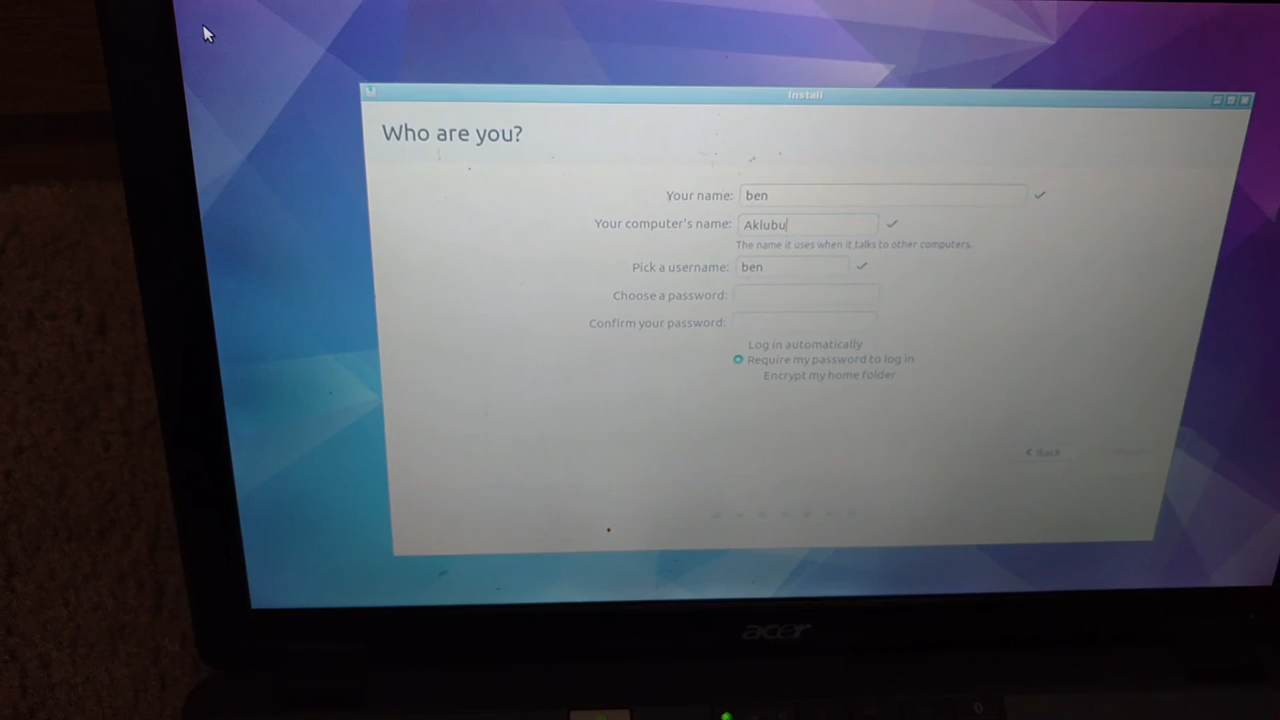 Install
Who are you?
Your name: ben
Your computer's name: Aklubu
The name it uses when it talks to other computers.
Pick a username: ben
Choose a password:
Confirm your password:
Log in automatically
Require my password to log in
Encrypt my home folder
Back
acer